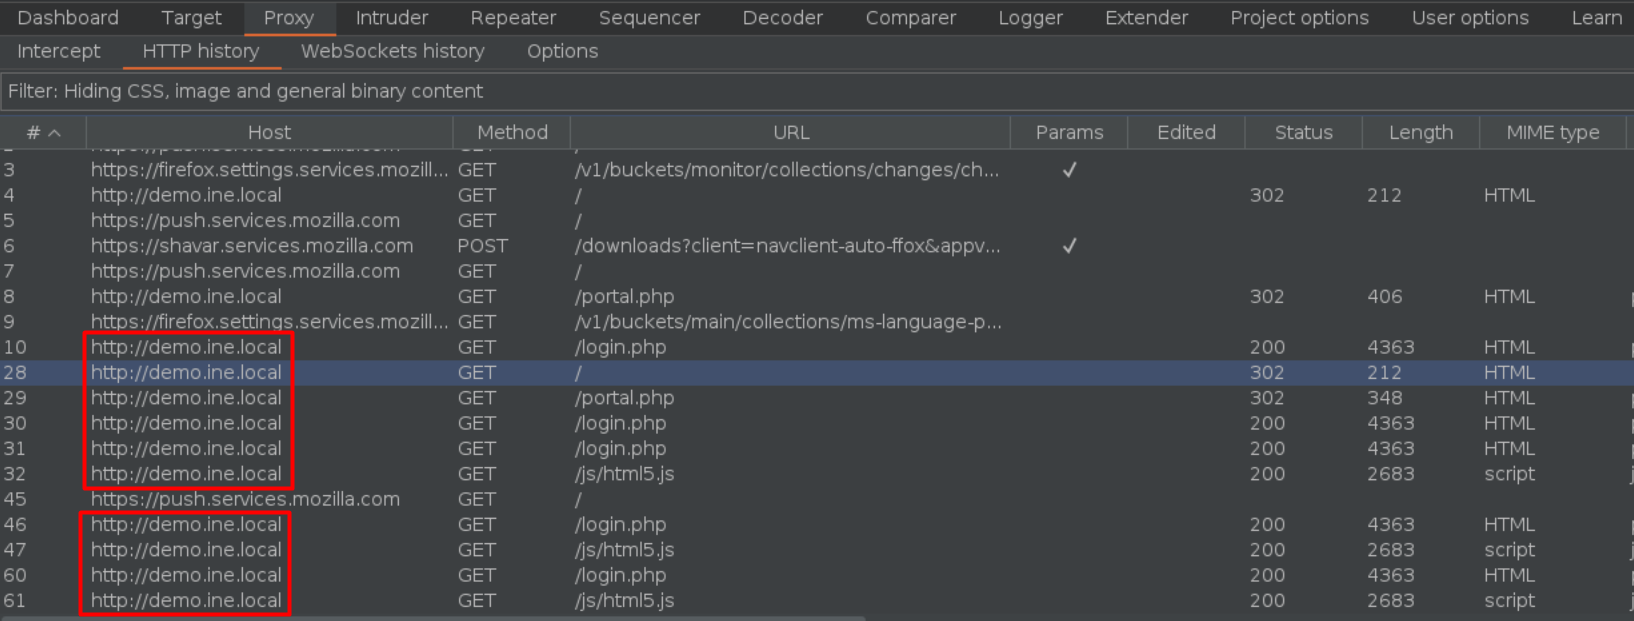 Dashboard Target Proxy Intruder Repeater Sequencer Decoder Comparer Logger Extender Project options User options Learn
Intercept HTTP history WebSockets history Options
Filter: Hiding CSS, image and general binary content
# Host Method URL Params Edited Status Length MIME type
3 https://firefox.settings.services.mozill... GET /v1/buckets/monitor/collections/changes/ch... ✓
4 http://demo.ine.local GET / 302 212 HTML
5 https://push.services.mozilla.com GET /
6 https://shavar.services.mozilla.com POST /downloads?client=navclient-auto-ffox&appv... ✓
7 https://push.services.mozilla.com GET /
8 http://demo.ine.local GET /portal.php 302 406 HTML
9 https://firefox.settings.services.mozill... GET /v1/buckets/main/collections/ms-language-p...
10 http://demo.ine.local GET /login.php 200 4363 HTML
28 http://demo.ine.local GET / 302 212 HTML
29 http://demo.ine.local GET /portal.php 302 348 HTML
30 http://demo.ine.local GET /login.php 200 4363 HTML
31 http://demo.ine.local GET /login.php 200 4363 HTML
32 http://demo.ine.local GET /js/html5.js 200 2683 script
45 https://push.services.mozilla.com GET /
46 http://demo.ine.local GET /login.php 200 4363 HTML
47 http://demo.ine.local GET /js/html5.js 200 2683 script
60 http://demo.ine.local GET /login.php 200 4363 HTML
61 http://demo.ine.local GET /js/html5.js 200 2683 script